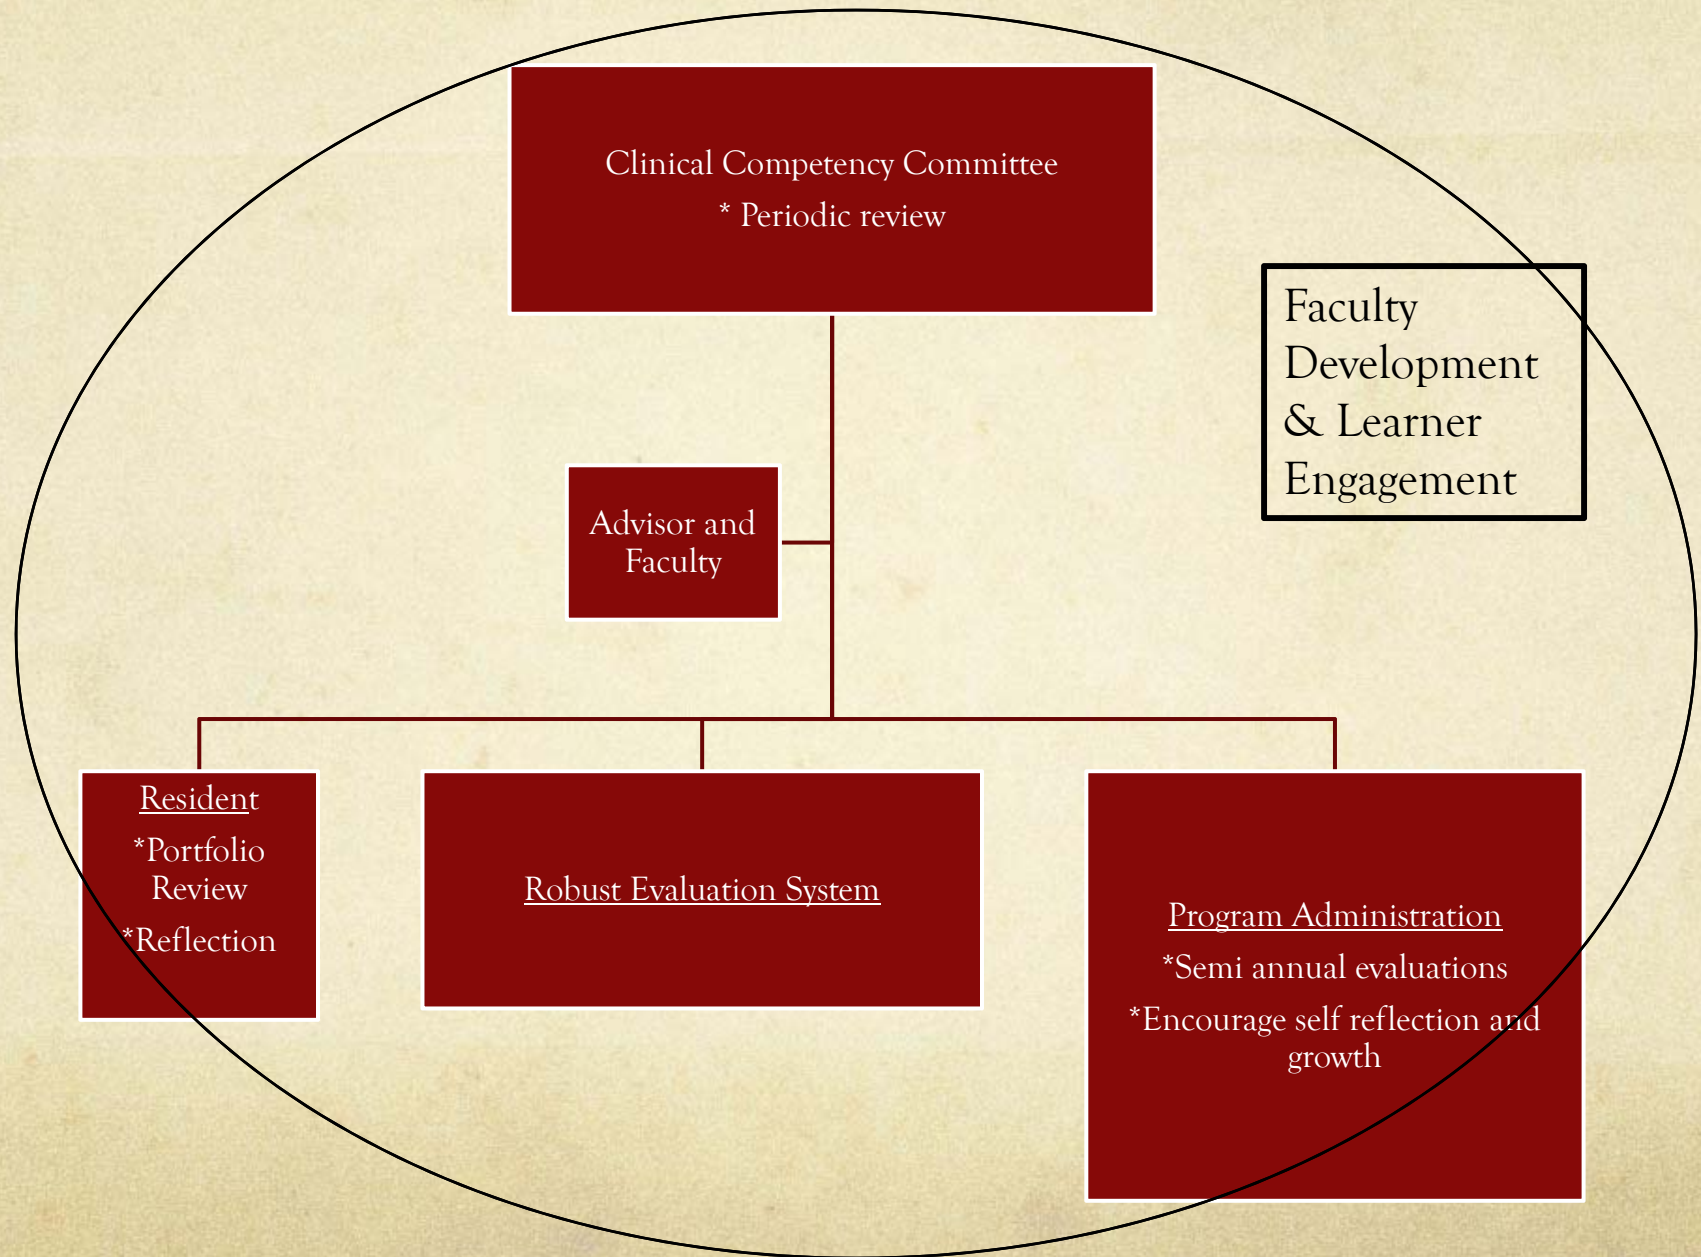 Clinical Competency Committee
* Periodic review
Faculty
Development
& Learner
Engagement
Advisor and
Faculty
Resident
*Portfolio
Review
*Reflection
Robust Evaluation System
Program Administration
*Semi annual evaluations
*Encourage self reflection and
growth